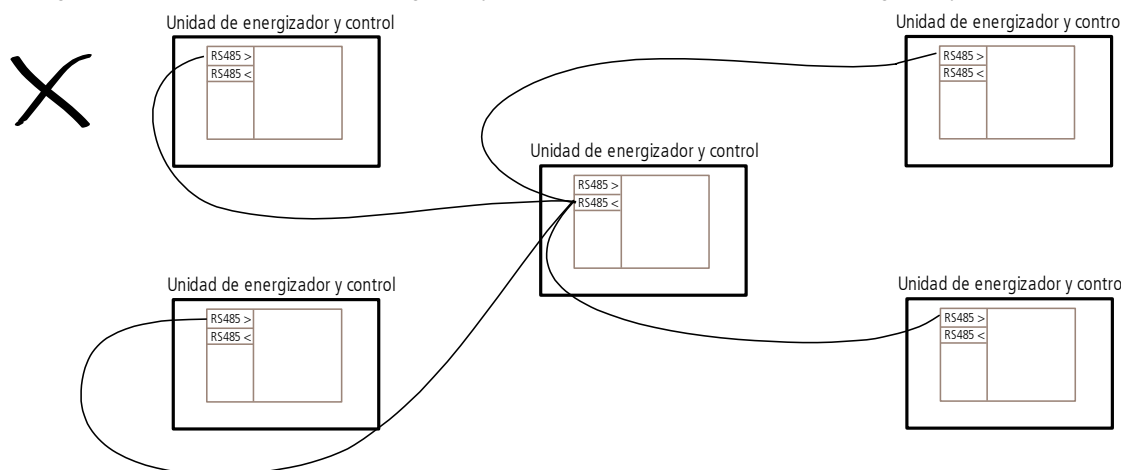 Unidad de energizador y control
RS485 >
RS485 <
Unidad de energizador y contro
RS485 >
RS485 <
Unidad de energizador y control
RS485 >
RS485 <
Unidad de energizador y control
RS485 >
RS485 <
Unidad de energizador y contro
RS485 >
RS485 <